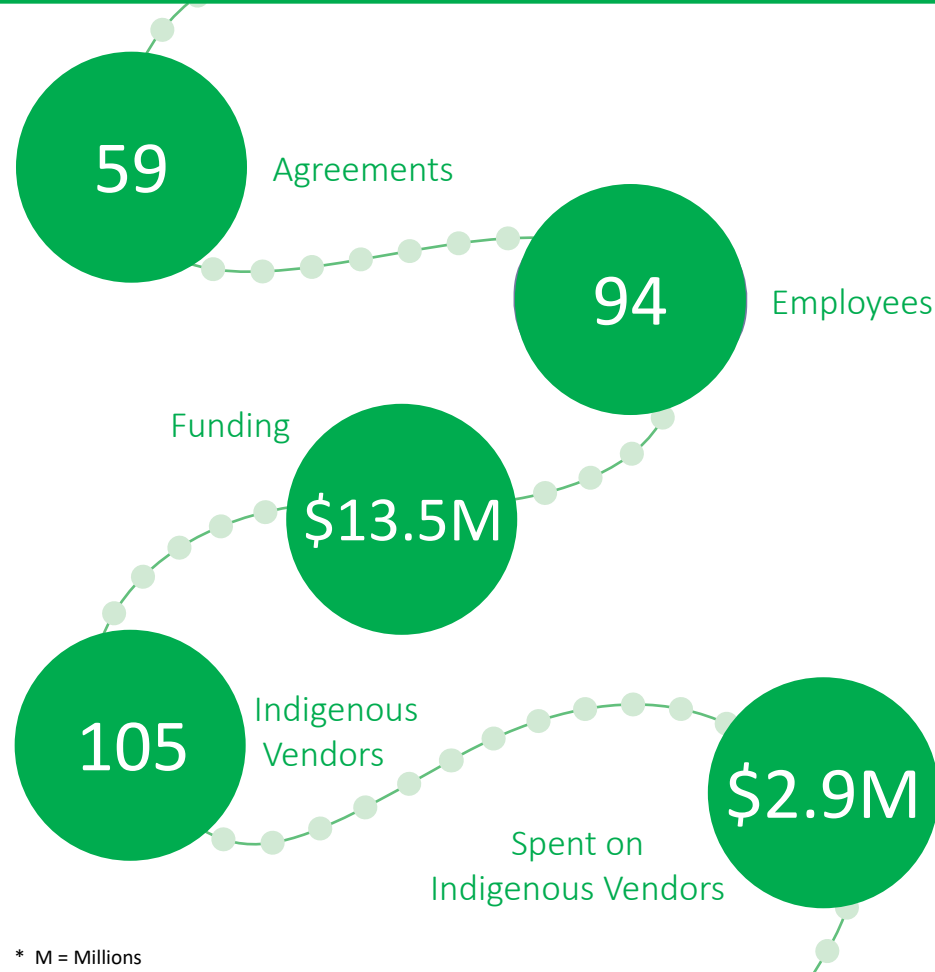 59
Agreements
94
Employees
Funding
$13.5M
105
Indigenous
Vendors
$2.9M
Spent on
Indigenous Vendors
* M = Millions